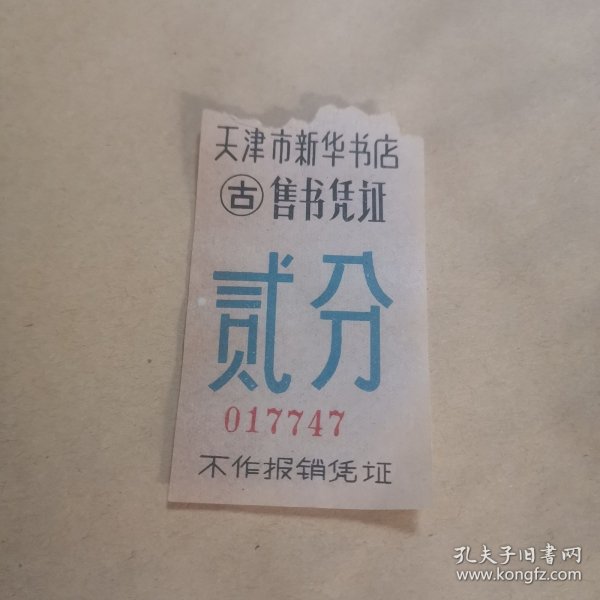 天津市新华书店
古 售书凭证
贰分
017747
不作报销凭证
孔夫子旧书网
www.kongfz.com